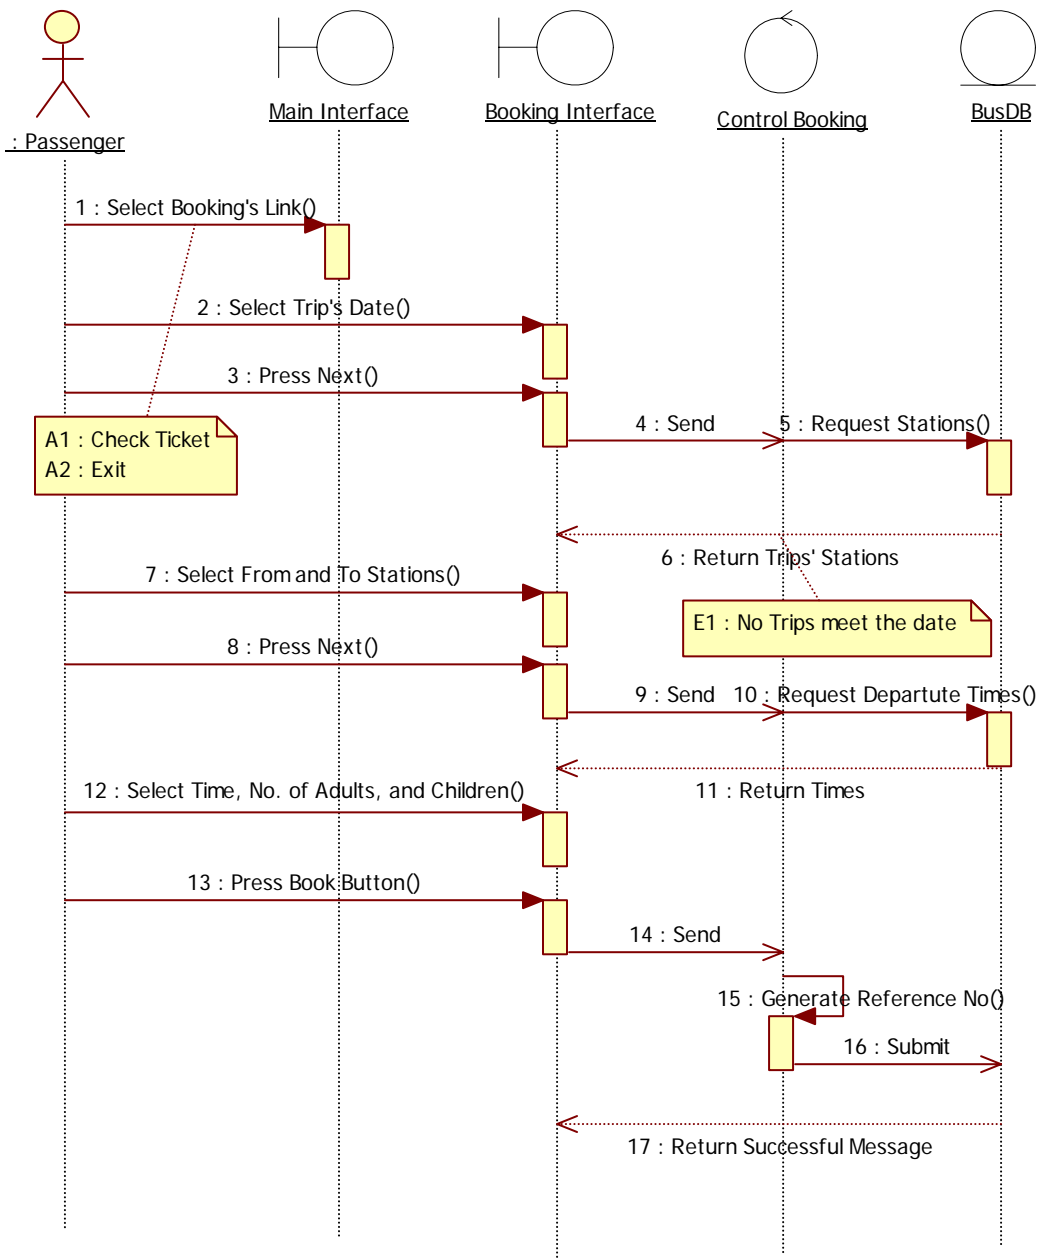 Main Interface
Booking Interface
Control Booking
BusDB
: Passenger
1 : Select Booking's Link()
2 : Select Trip's Date()
3 : Press Next()
A1 : Check Ticket
A2 : Exit
4 : Send
5 : Request Stations()
6 : Return Trips' Stations
7 : Select From and To Stations()
E1 : No Trips meet the date
8 : Press Next()
9 : Send
10 : Request Departute Times()
11 : Return Times
12 : Select Time, No. of Adults, and Children()
13 : Press Book Button()
14 : Send
15 : Generate Reference No()
16 : Submit
17 : Return Successful Message